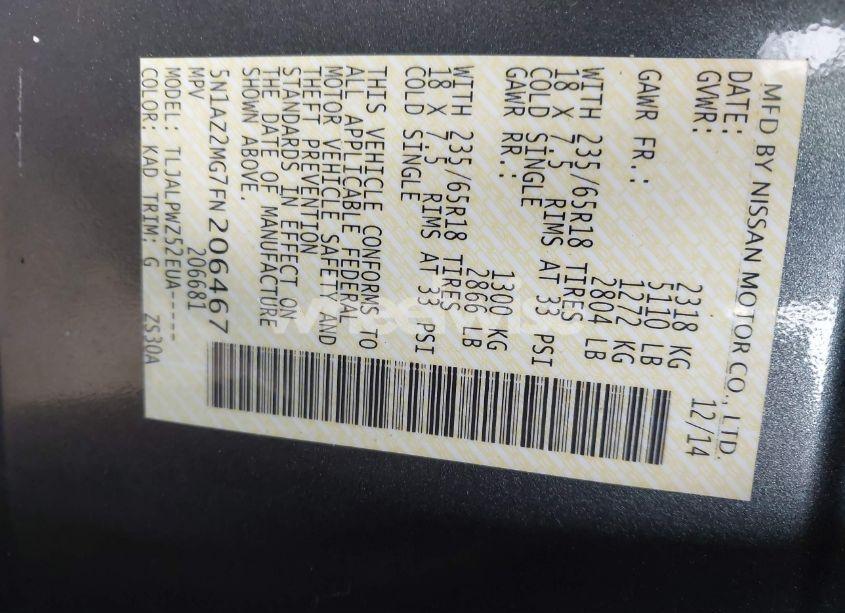 MFD BY NISSAN MOTOR CO., LTD.
DATE: 12/14
GVWR: 2318 KG
5110 LB
GAWR FR.: 1272 KG
2804 LB
WITH 235/65R18 TIRES
18 X 7.5 RIMS AT 33 PSI
COLD SINGLE
GAWR RR.: 1300 KG
2866 LB
WITH 235/65R18 TIRES
18 X 7.5 RIMS AT 33 PSI
COLD SINGLE
THIS VEHICLE CONFORMS TO
ALL APPLICABLE FEDERAL
MOTOR VEHICLE SAFETY AND
THEFT PREVENTION
STANDARDS IN EFFECT ON
THE DATE OF MANUFACTURE
SHOWN ABOVE.
5N1AZ2MG7FN206467
MPV 206681
MODEL: TLJALPWZ52EUA-----
COLOR: KAD TRIM: G ZS30A
wheelwise